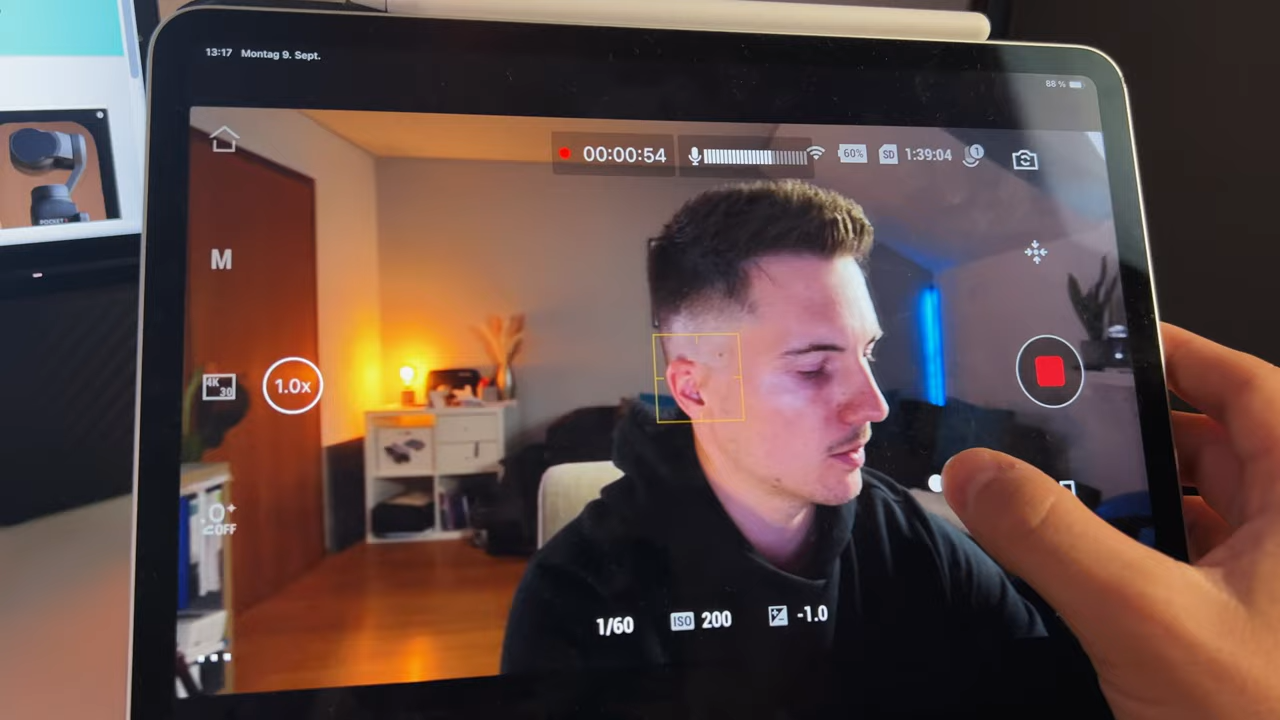 13:17 Montag 9. Sept.
88 %
00:00:54
60% SD 1:39:04 1
M
4K 30
1.0x
OFF
1/60 ISO 200 -1.0
POCKET